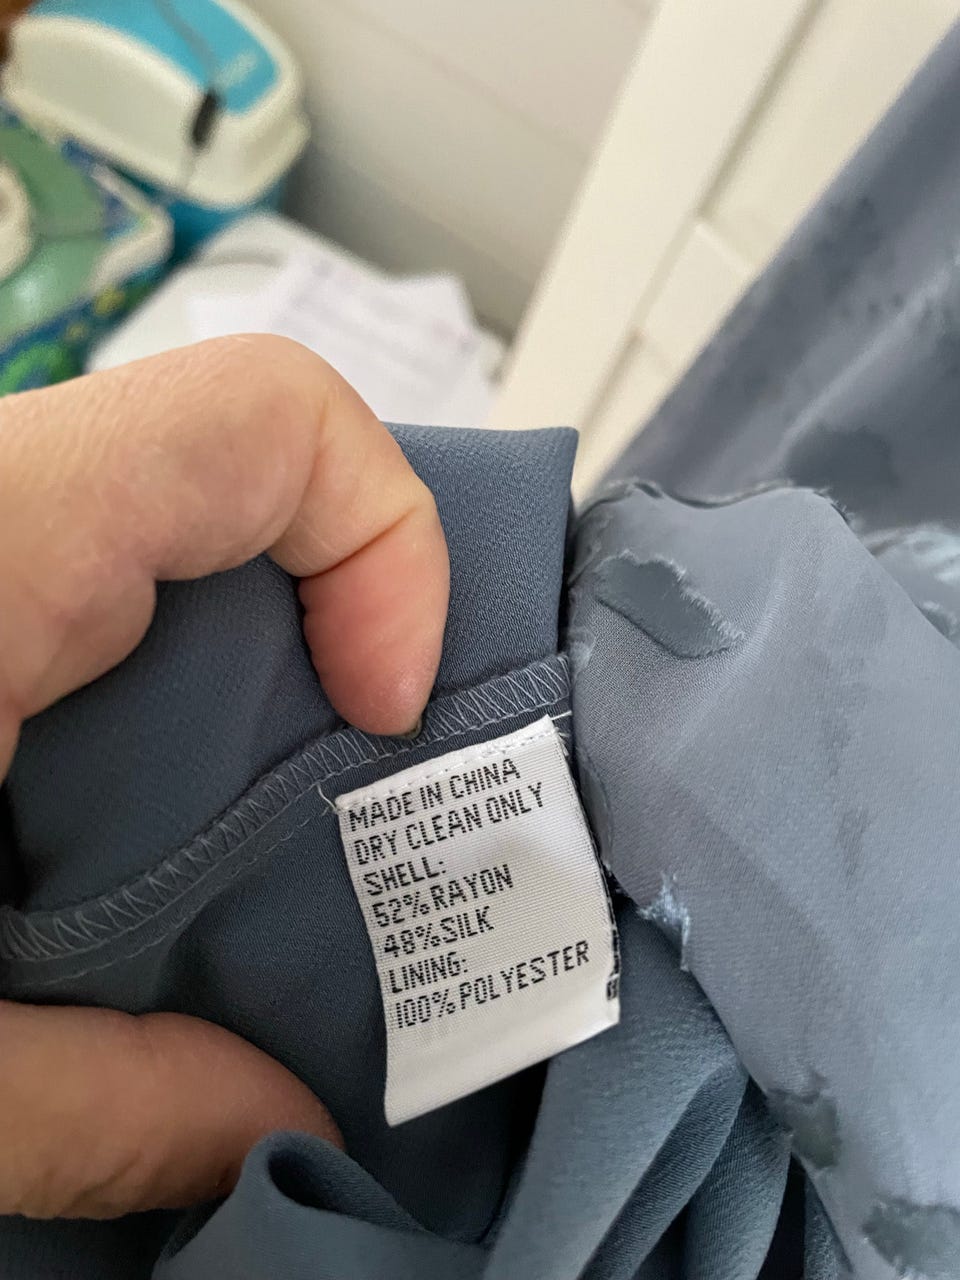 MADE IN CHINA
DRY CLEAN ONLY
SHELL:
52% RAYON
48% SILK
LINING:
100% POLYESTER